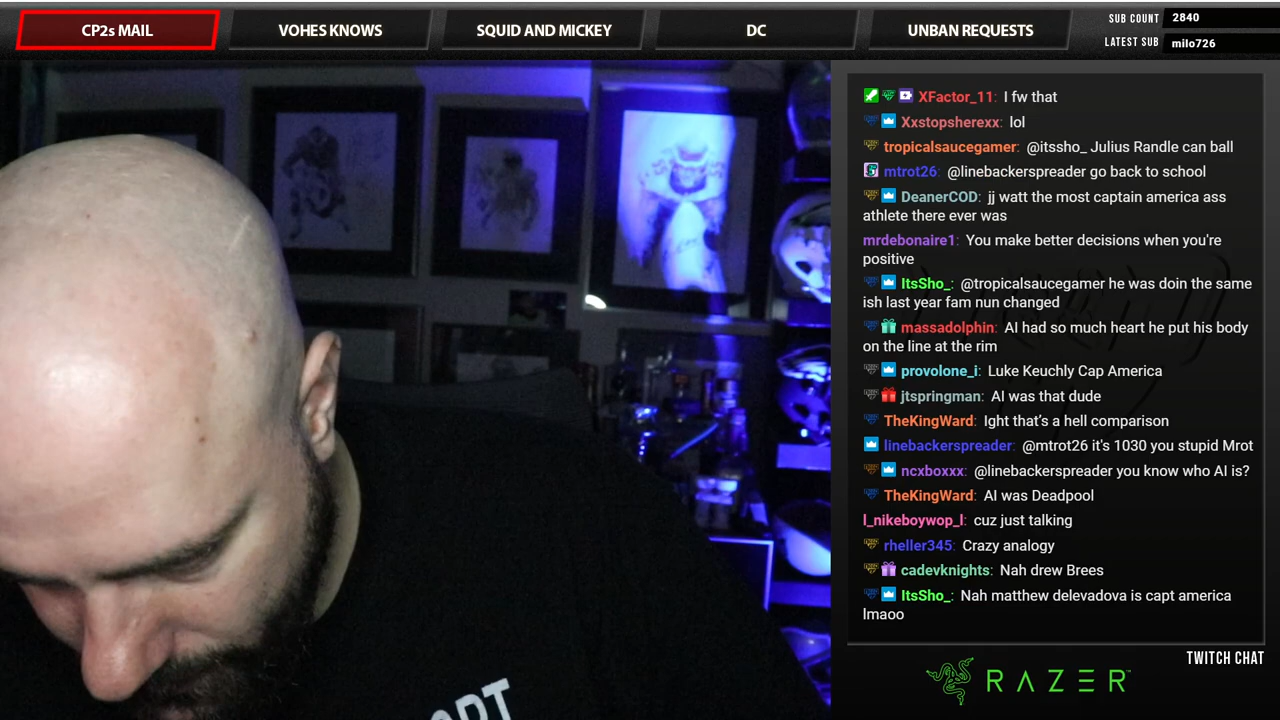 CP2s MAIL
VOHES KNOWS
SQUID AND MICKEY
DC
UNBAN REQUESTS
SUB COUNT 2840
LATEST SUB milo726
XFactor_11: I fw that
Xxstopsherexx: lol
tropicalsaucegamer: @itssho_ Julius Randle can ball
mtrot26: @linebackerspreader go back to school
DeanerCOD: jj watt the most captain america ass
athlete there ever was
mrdebonaire1: You make better decisions when you're
positive
ItsSho_: @tropicalsaucegamer he was doin the same
ish last year fam nun changed
massadolphin: AI had so much heart he put his body
on the line at the rim
provolone_i: Luke Keuchly Cap America
jtspringman: AI was that dude
TheKingWard: Ight that's a hell comparison
linebackerspreader: @mtrot26 it's 1030 you stupid Mrot
ncxboxxx: @linebackerspreader you know who AI is?
TheKingWard: AI was Deadpool
l_nikeboywop_l: cuz just talking
rheller345: Crazy analogy
cadevknights: Nah drew Brees
ItsSho_: Nah matthew delevadova is capt america
lmaoo
TWITCH CHAT
RAZER